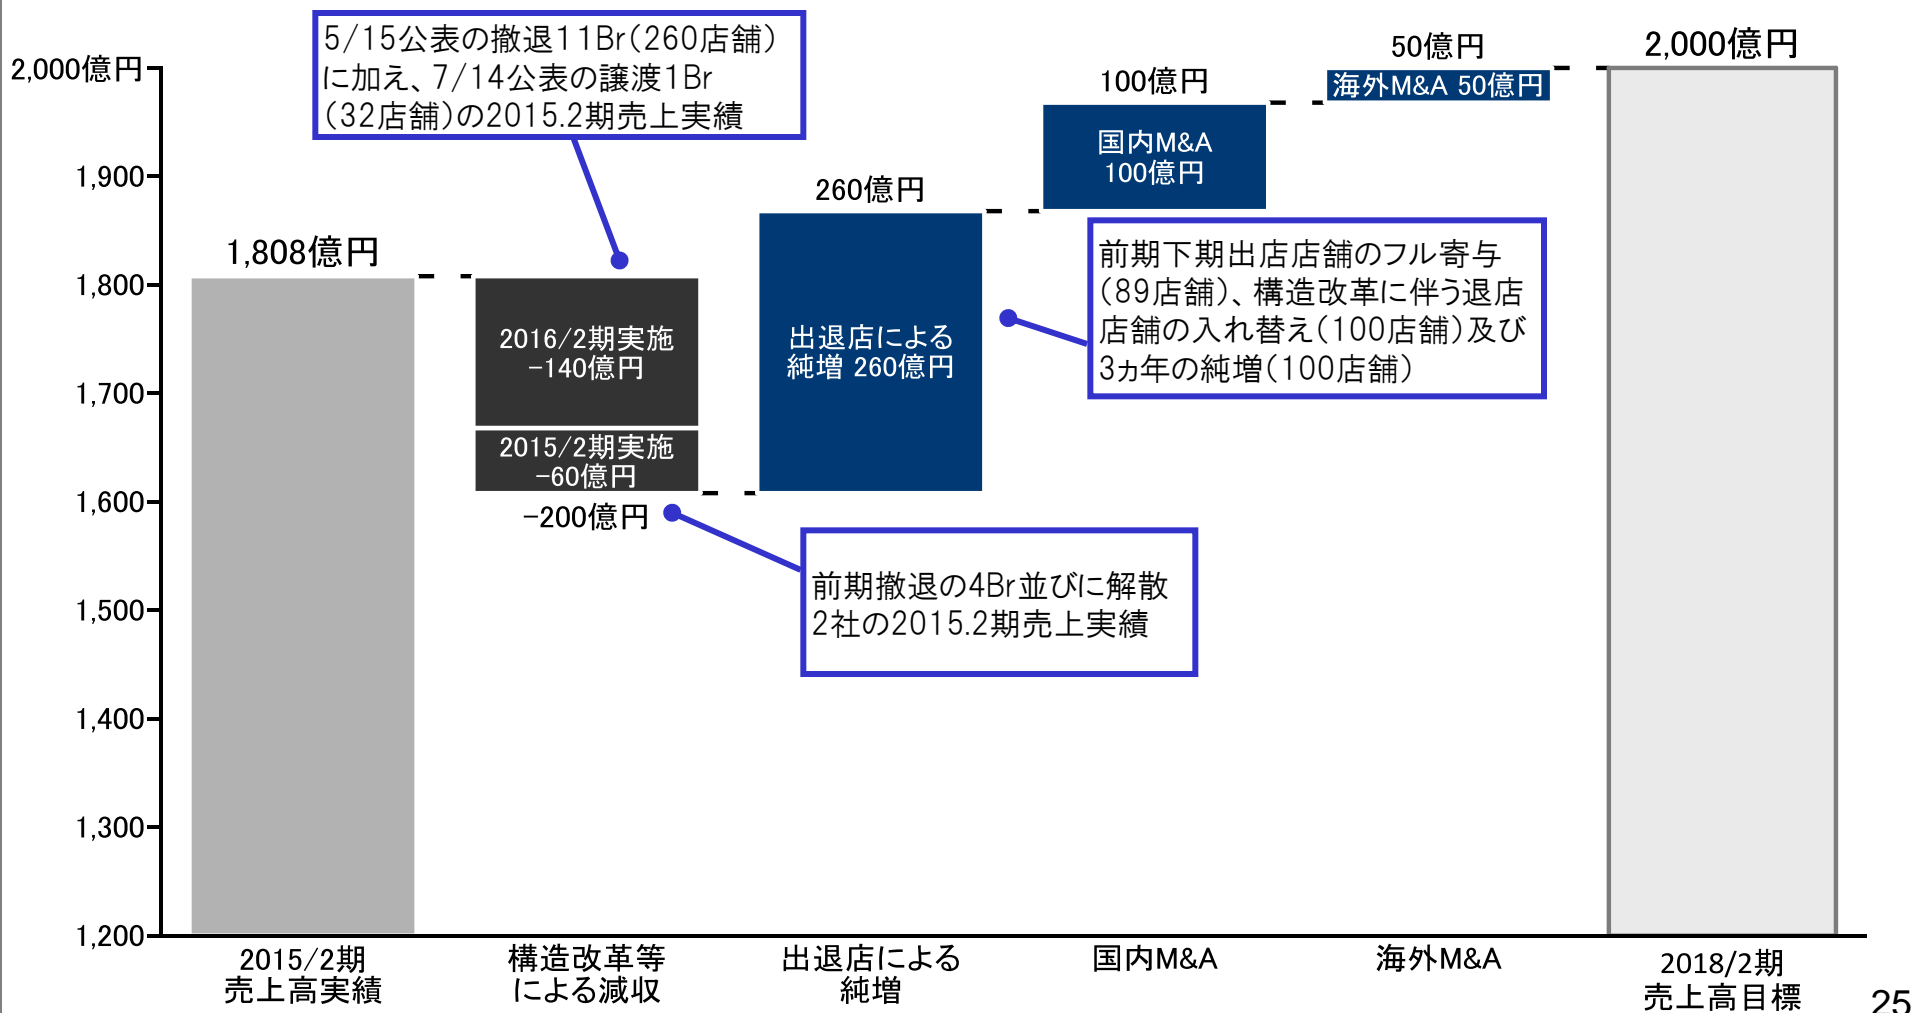 5/15公表の撤退11Br(260店舗)
に加え、7/14公表の譲渡1Br
(32店舗)の2015.2期売上実績
2,000億円
1,900
1,800
1,700
1,600
1,500
1,400
1,300
1,200
1,808億円
2016/2期実施
-140億円
2015/2期実施
-60億円
-200億円
260億円
出退店による
純増 260億円
100億円
国内M&A
100億円
50億円
海外M&A 50億円
2,000億円
前期下期出店店舗のフル寄与
(89店舗)、構造改革に伴う退店
店舗の入れ替え(100店舗)及び
3ヵ年の純増(100店舗)
前期撤退の4Br並びに解散
2社の2015.2期売上実績
2015/2期
売上高実績
構造改革等
による減収
出退店による
純増
国内M&A
海外M&A
2018/2期
売上高目標
25